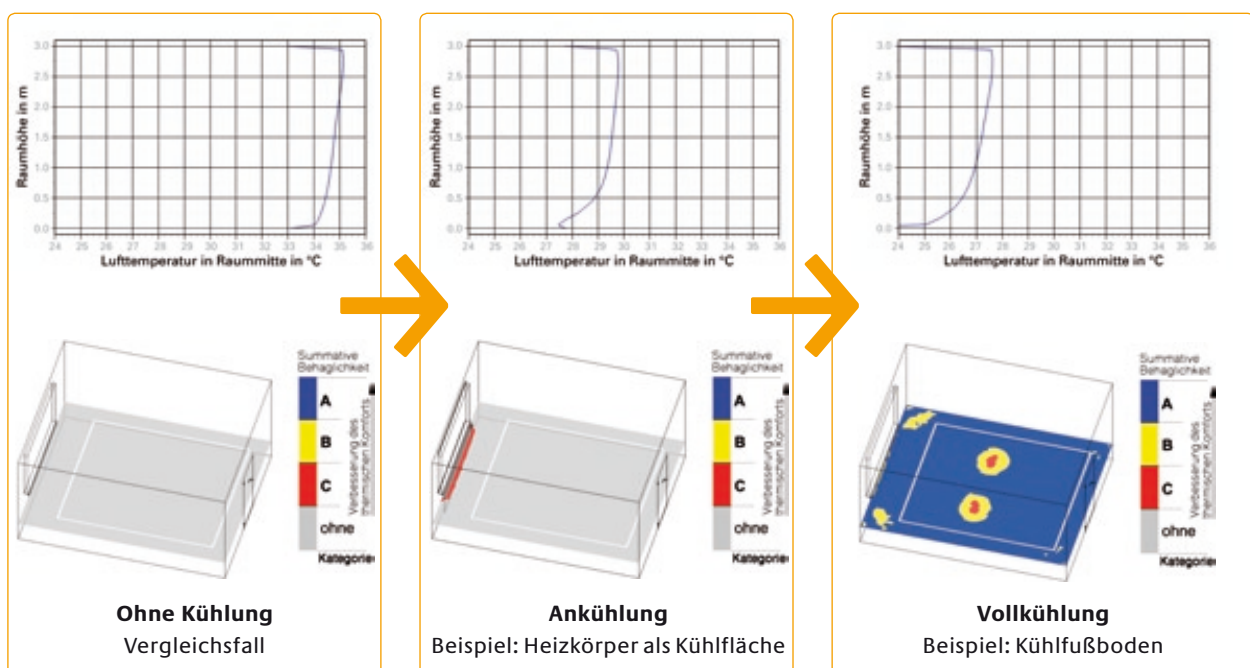 3.0
2.5
2.0
1.5
1.0
0.5
0.0
Raumhöhe in m
24 25 26 27 28 29 30 31 32 33 34 35 36
Lufttemperatur in Raummitte in °C
Summative
Behaglichkeit
A
B
C
ohne
Verbesserung des
thermischen Komforts
Ohne Kühlung
Vergleichsfall
3.0
2.5
2.0
1.5
1.0
0.5
0.0
Raumhöhe in m
24 25 26 27 28 29 30 31 32 33 34 35 36
Lufttemperatur in Raummitte in °C
Summative
Behaglichkeit
A
B
C
ohne
Verbesserung des
thermischen Komforts
Ankühlung
Beispiel: Heizkörper als Kühlfläche
3.0
2.5
2.0
1.5
1.0
0.5
0.0
Raumhöhe in m
24 25 26 27 28 29 30 31 32 33 34 35 36
Lufttemperatur in Raummitte in °C
Summative
Behaglichkeit
A
B
C
ohne
Verbesserung des
thermischen Komforts
Vollkühlung
Beispiel: Kühlfußboden